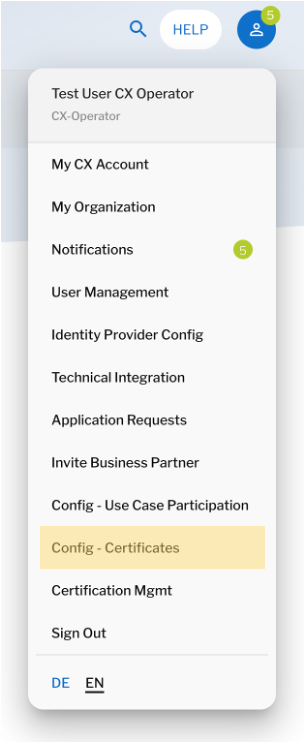 HELP
5
Test User CX Operator
CX-Operator
My CX Account
My Organization
Notifications 5
User Management
Identity Provider Config
Technical Integration
Application Requests
Invite Business Partner
Config - Use Case Participation
Config - Certificates
Certification Mgmt
Sign Out
DE EN